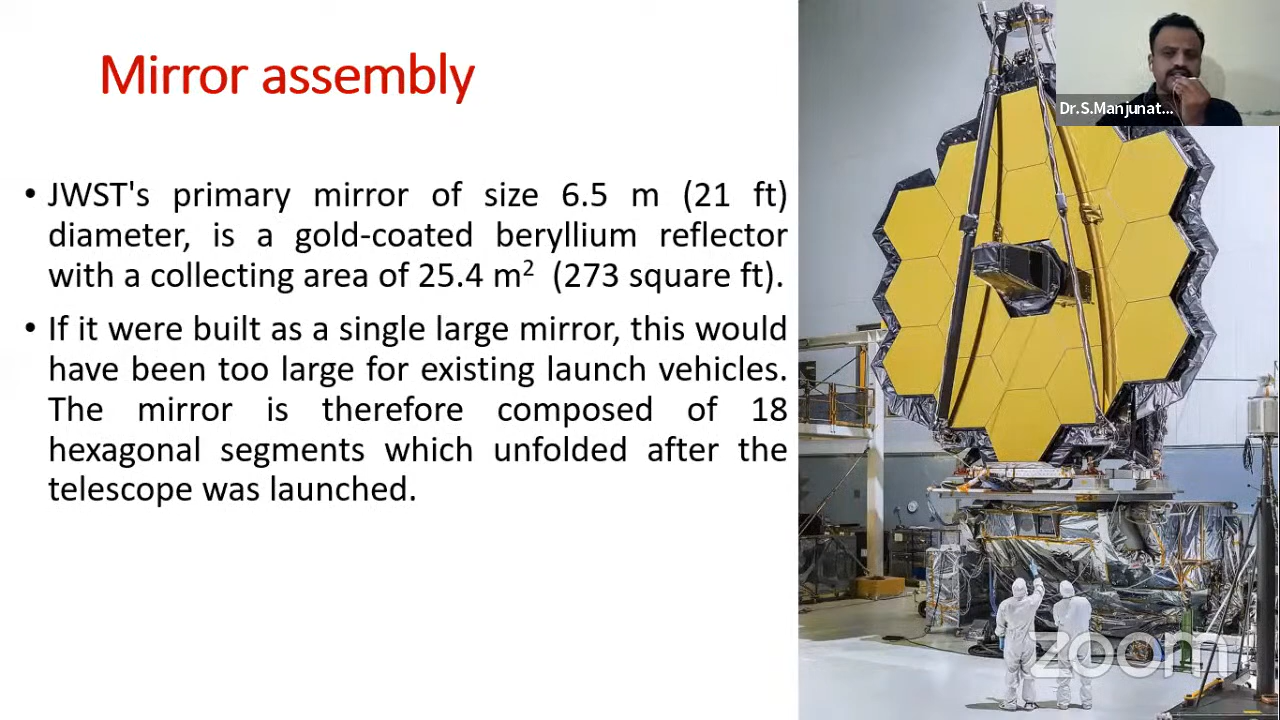 Mirror assembly
Dr.S.Manjunat...
• JWST's primary mirror of size 6.5 m (21 ft)
diameter, is a gold-coated beryllium reflector
with a collecting area of 25.4 m² (273 square ft).
• If it were built as a single large mirror, this would
have been too large for existing launch vehicles.
The mirror is therefore composed of 18
hexagonal segments which unfolded after the
telescope was launched.
zoom